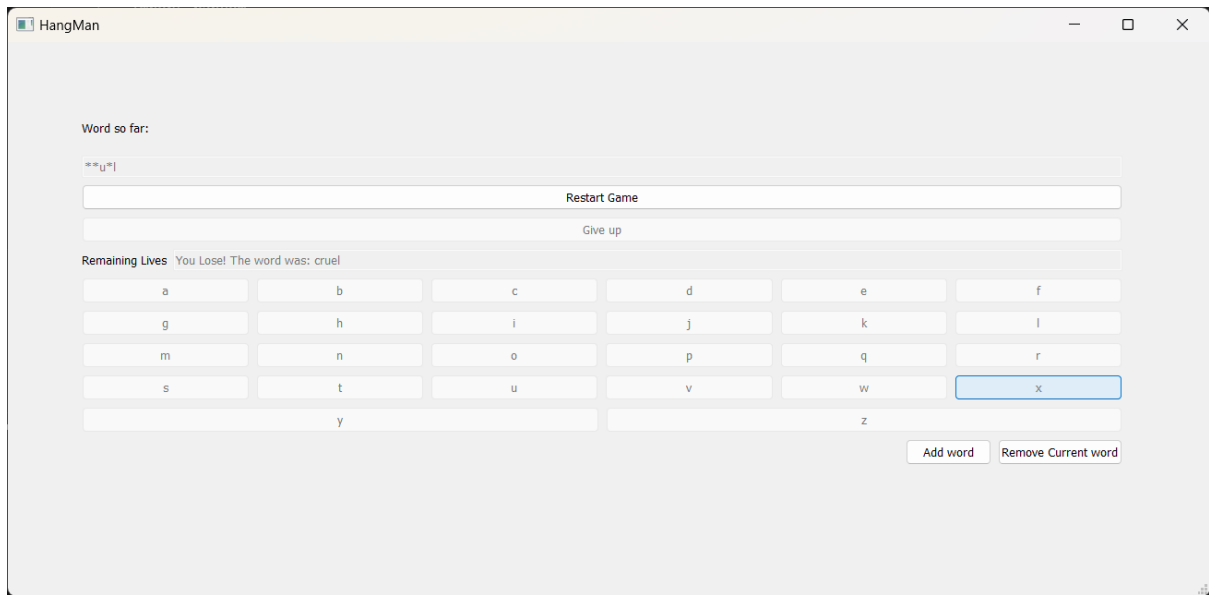 HangMan
Word so far:
**u*l
Restart Game
Give up
Remaining Lives You Lose! The word was: cruel
a b c d e f
g h i j k l
m n o p q r
s t u v w x
y z
Add word Remove Current word